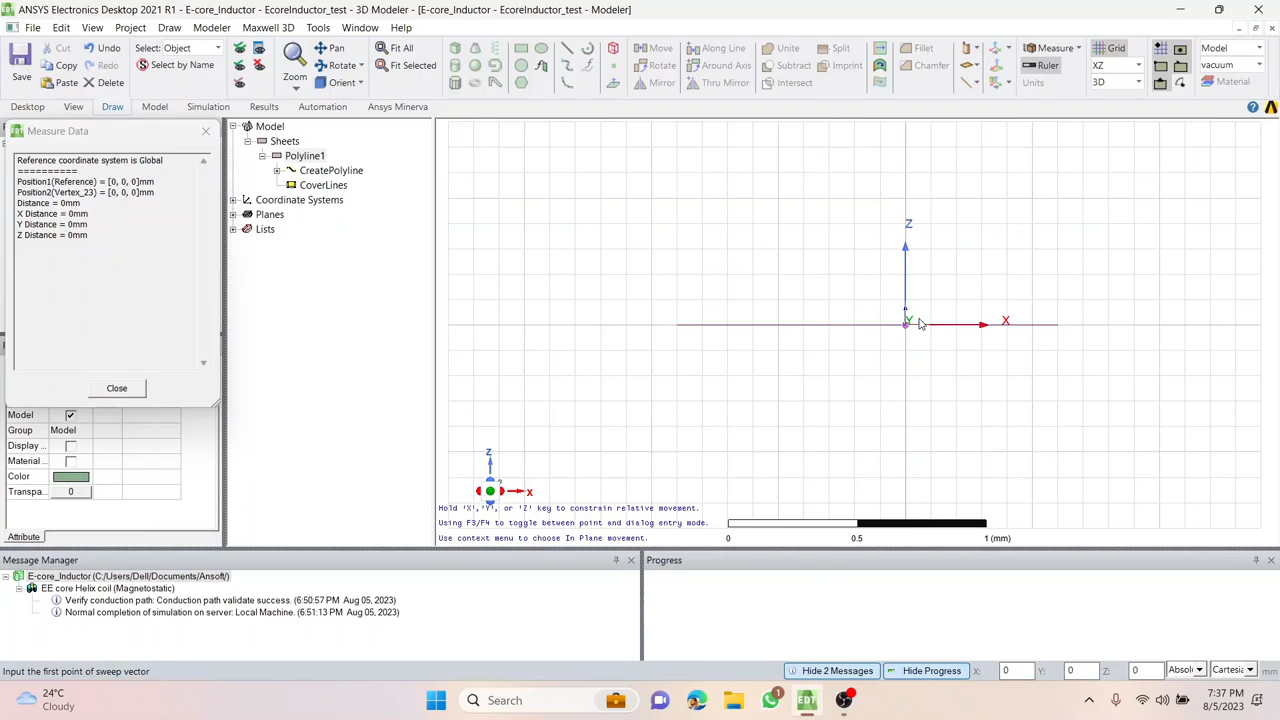 ANSYS Electronics Desktop 2021 R1 - E-core_Inductor - EcoreInductor_test - 3D Modeler - [E-core_Inductor - EcoreInductor_test - Modeler]
File Edit View Project Draw Modeler Maxwell 3D Tools Window Help
Save
Cut Undo
Copy Redo
Paste Delete
Select: Object
Select by Name
Zoom
Pan
Rotate
Orient
Fit All
Fit Selected
Move Along Line
Rotate Around Axis
Mirror Thru Mirror
Unite Split
Subtract Imprint
Intersect
Fillet
Chamfer
Measure
Ruler
Units
Grid
XZ
3D
Model
vacuum
Material
Desktop View Draw Model Simulation Results Automation Ansys Minerva
EDT Measure Data
Reference coordinate system is Global
==========
Position1(Reference) = [0, 0, 0]mm
Position2(Vertex_23) = [0, 0, 0]mm
Distance = 0mm
X Distance = 0mm
Y Distance = 0mm
Z Distance = 0mm
Close
Model
Group Model
Display ...
Material...
Color
Transpa... 0
Attribute
Model
Sheets
Polyline1
CreatePolyline
CoverLines
Coordinate Systems
Planes
Lists
Z
Y
X
z
x
Hold 'X','Y', or 'Z' key to constrain relative movement.
Using F3/F4 to toggle between point and dialog entry mode.
Use context menu to choose In Plane movement.
0 0.5 1 (mm)
Message Manager
E-core_Inductor (C:/Users/Dell/Documents/Ansoft/)
EE core Helix coil (Magnetostatic)
Verify conduction path: Conduction path validate success. (6:50:57 PM Aug 05, 2023)
Normal completion of simulation on server: Local Machine. (6:51:13 PM Aug 05, 2023)
Progress
Input the first point of sweep vector
Hide 2 Messages Hide Progress X: 0 Y: 0 Z: 0 Absol Cartesia mm
24°C
Cloudy
Search
1
EDT
7:37 PM
8/5/2023